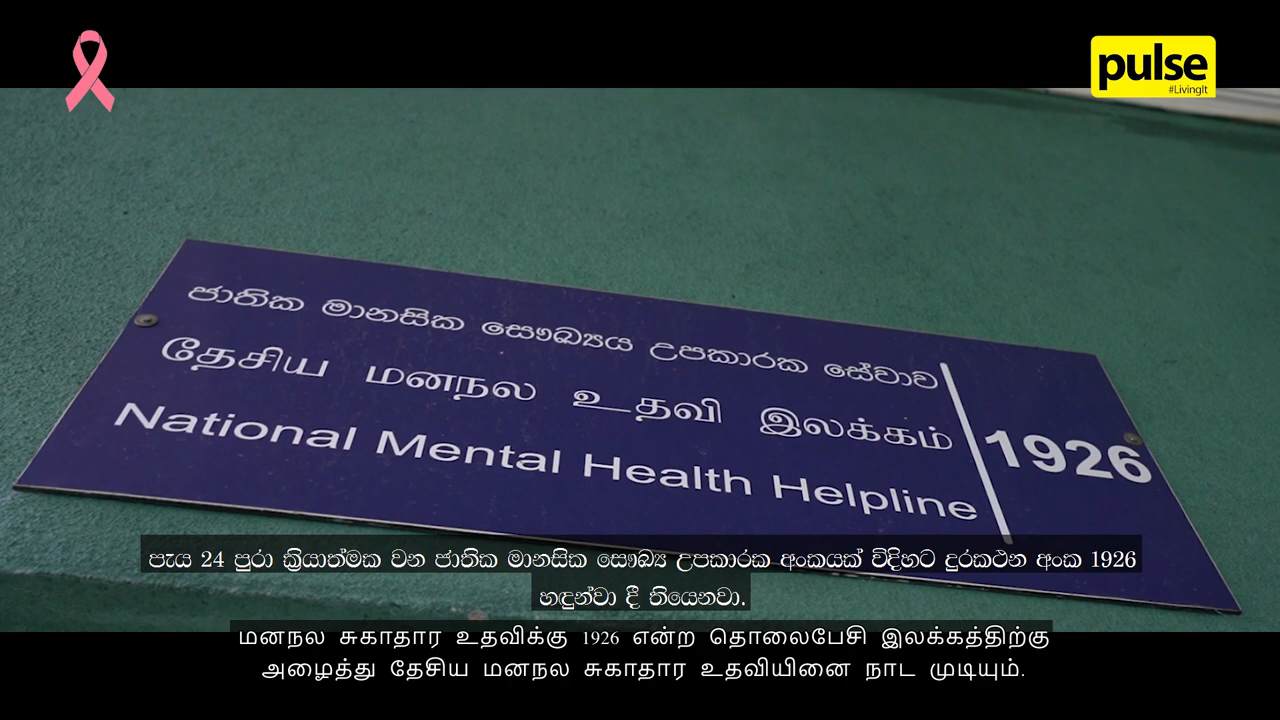 pulse
#LivingIt
ජාතික මානසික සෞඛ්‍යය උපකාරක සේවාව
தேசிய மனநல உதவி இலக்கம்
1926
National Mental Health Helpline
පැය 24 පුරා ක්‍රියාත්මක වන ජාතික මානසික සෞඛ්‍ය උපකාරක අංකයක් විදිහට දුරකථන අංක 1926
හඳුන්වා දී තියෙනවා.
மனநல சுகாதார உதவிக்கு 1926 என்ற தொலைபேசி இலக்கத்திற்கு
அழைத்து தேசிய மனநல சுகாதார உதவியினை நாட முடியும்.